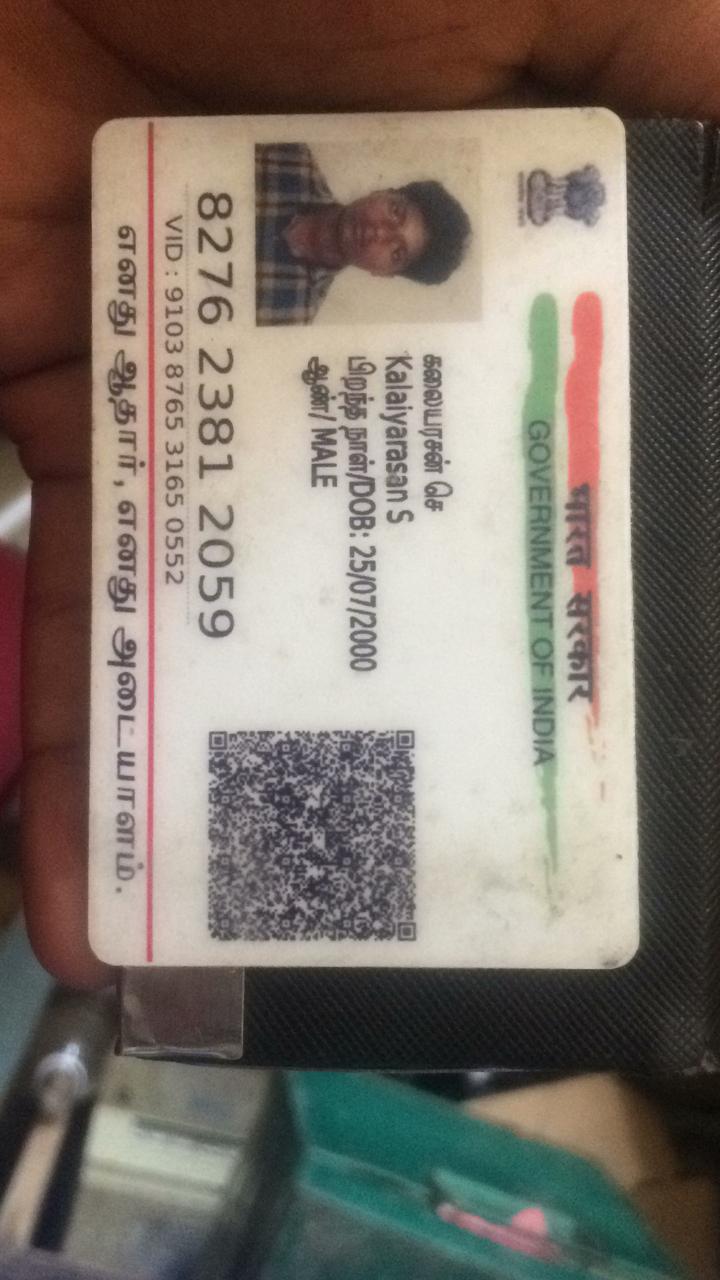 भारत सरकार
GOVERNMENT OF INDIA
கலையரசன் செ
Kalaiyarasan S
பிறந்த நாள்/DOB: 25/07/2000
ஆண்/ MALE
8276 2381 2059
VID : 9103 8765 3165 0552
எனது ஆதார், எனது அடையாளம்.